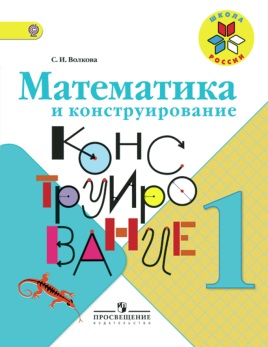 ШКОЛА
РОССИИ
С. И. Волкова
Математика
и конструирование
КОНС
ТРУИРО
ВАНИЕ
1
ПРОСВЕЩЕНИЕ
ИЗДАТЕЛЬСТВО